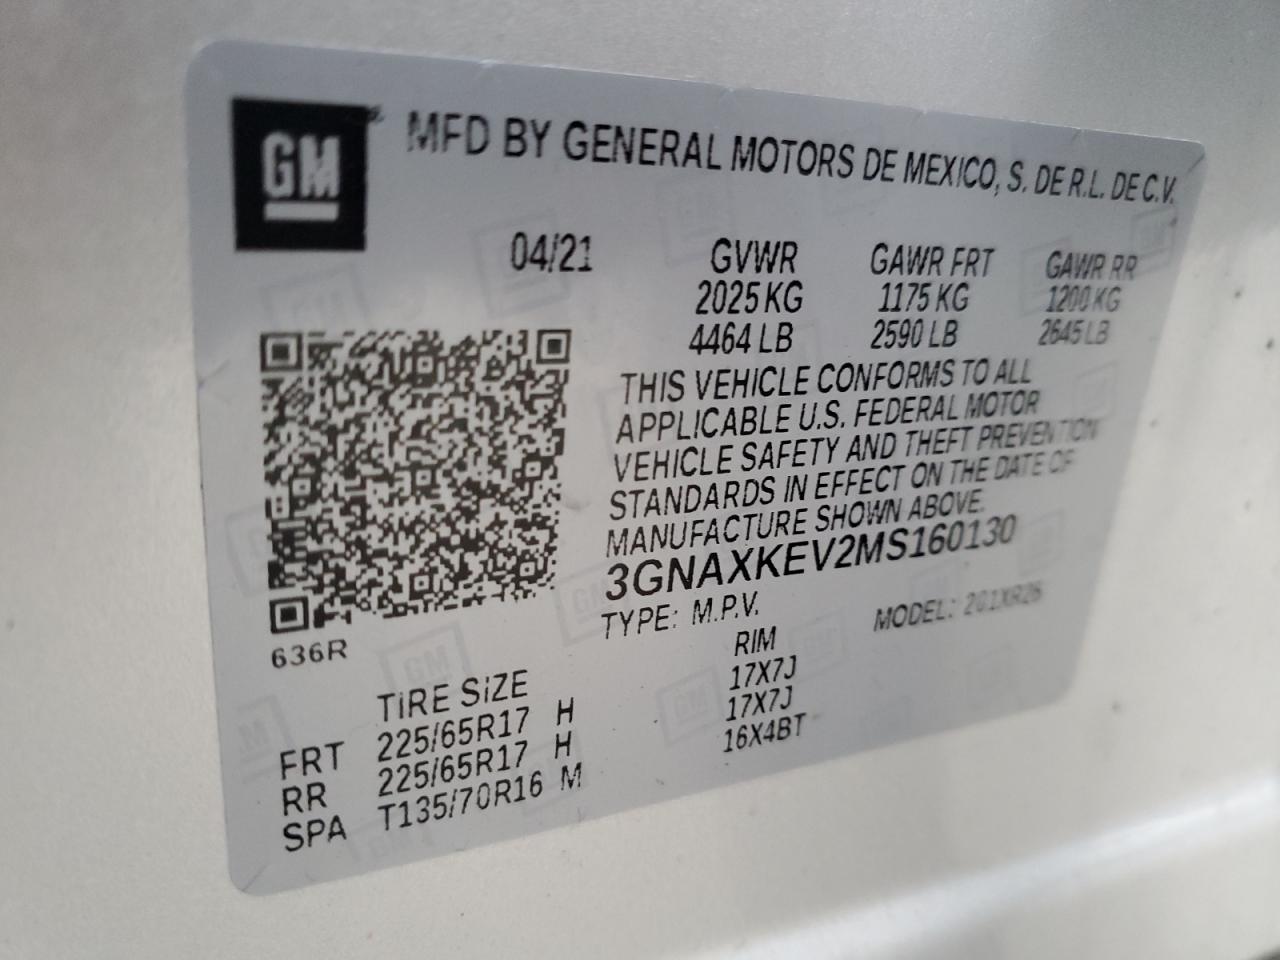 GM
MFD BY GENERAL MOTORS DE MEXICO, S. DE R.L. DE C.V.
04/21 GVWR GAWR FRT GAWR RR
2025 KG 1175 KG 1200 KG
4464 LB 2590 LB 2645 LB
THIS VEHICLE CONFORMS TO ALL
APPLICABLE U.S. FEDERAL MOTOR
VEHICLE SAFETY AND THEFT PREVENTION
STANDARDS IN EFFECT ON THE DATE OF
MANUFACTURE SHOWN ABOVE.
3GNAXKEV2MS160130
TYPE: M.P.V. MODEL: 
636R
TIRE SIZE RIM
FRT 225/65R17 H 17X7J
RR 225/65R17 H 17X7J
SPA T135/70R16 M 16X4BT